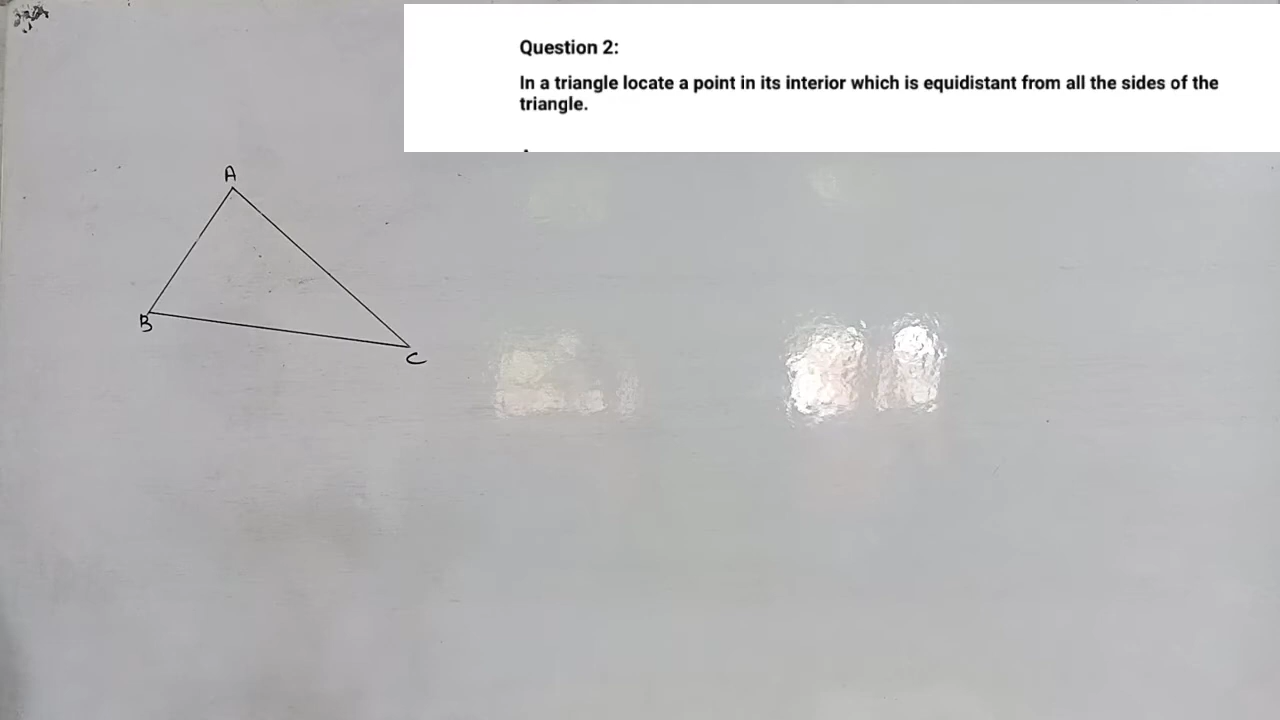 Question 2:
In a triangle locate a point in its interior which is equidistant from all the sides of the
triangle.
A
B
C